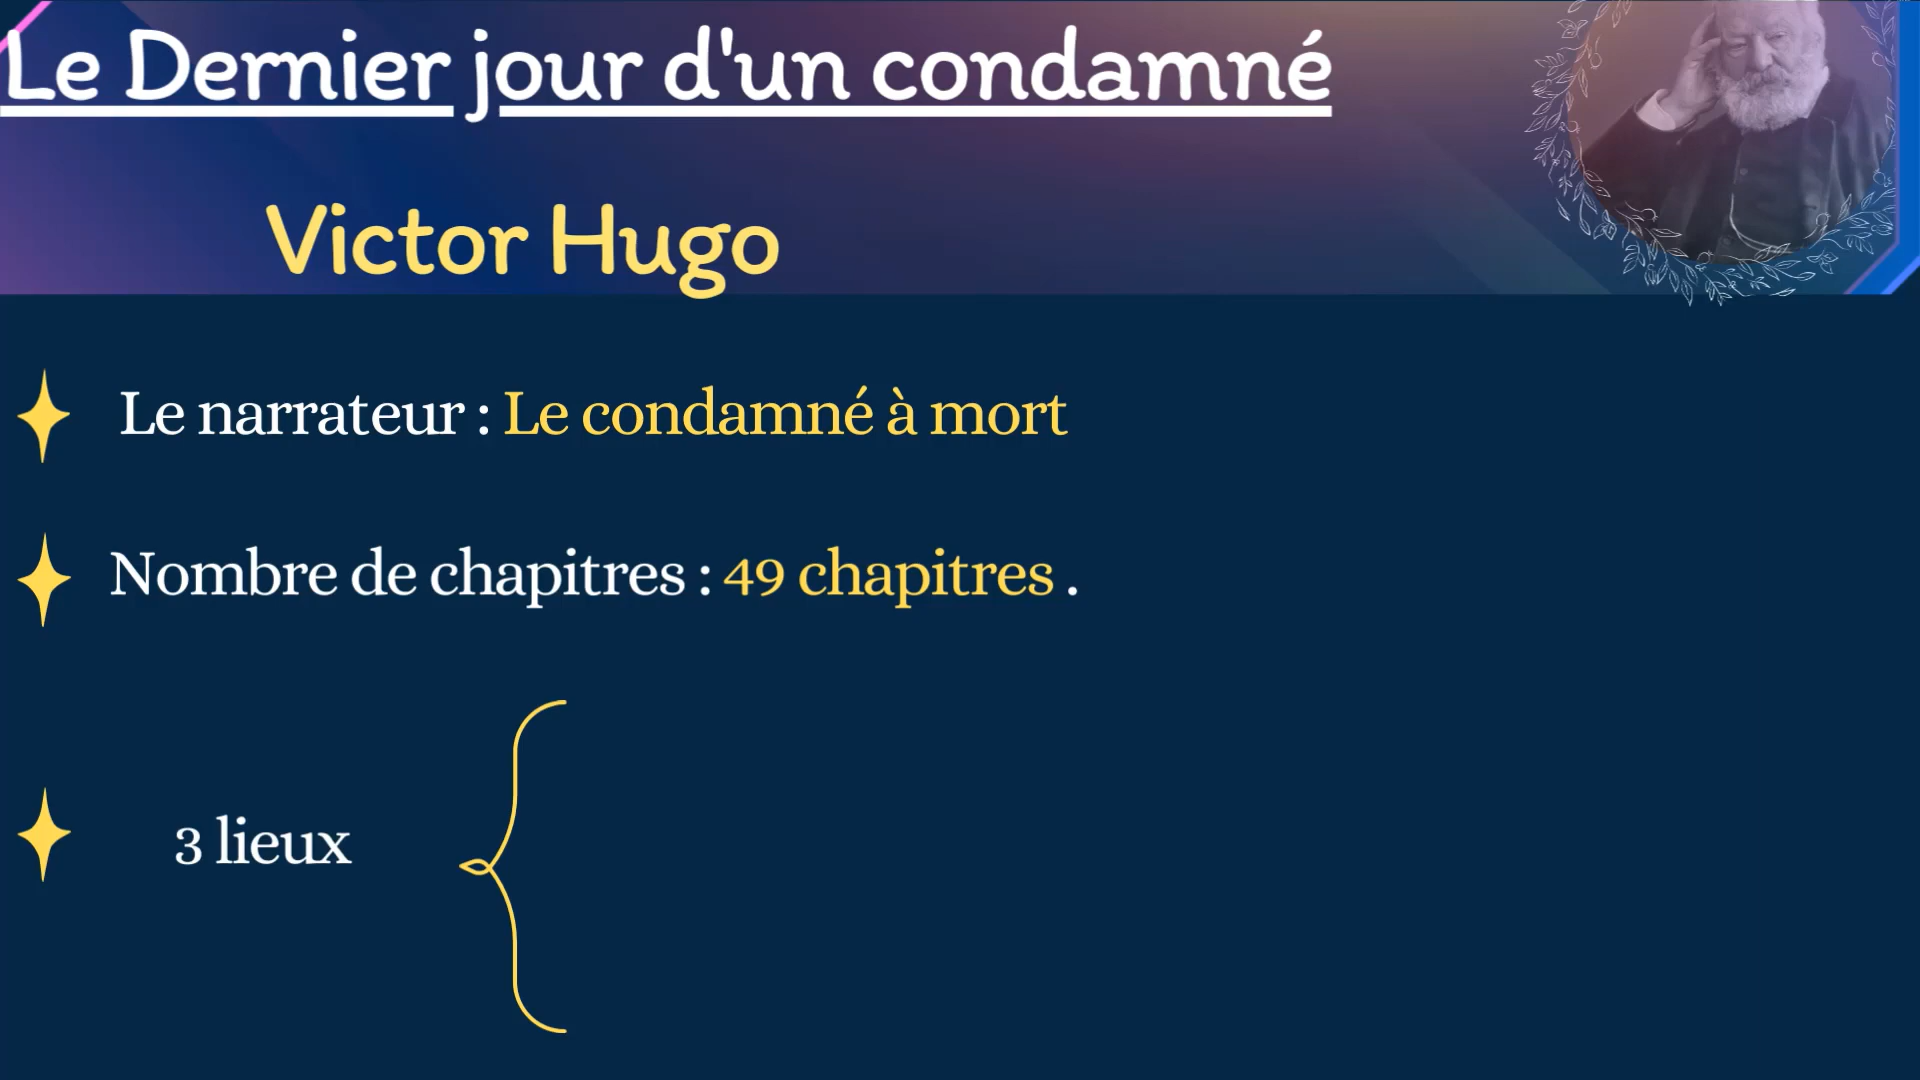 Le Dernier jour d'un condamné
Victor Hugo
Le narrateur : Le condamné à mort
Nombre de chapitres : 49 chapitres .
3 lieux